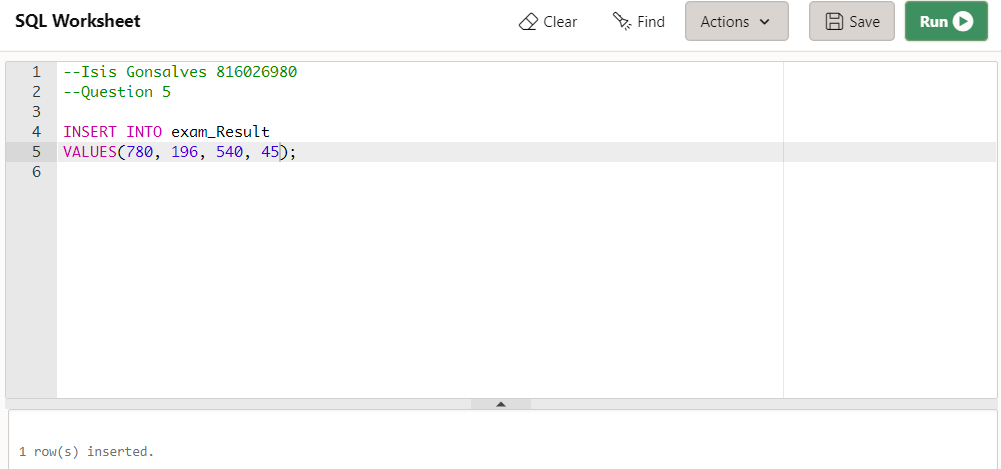 SQL Worksheet Clear Find Actions Save Run
1 --Isis Gonsalves 816026980
2 --Question 5
3
4 INSERT INTO exam_Result
5 VALUES(780, 196, 540, 45);
6
1 row(s) inserted.